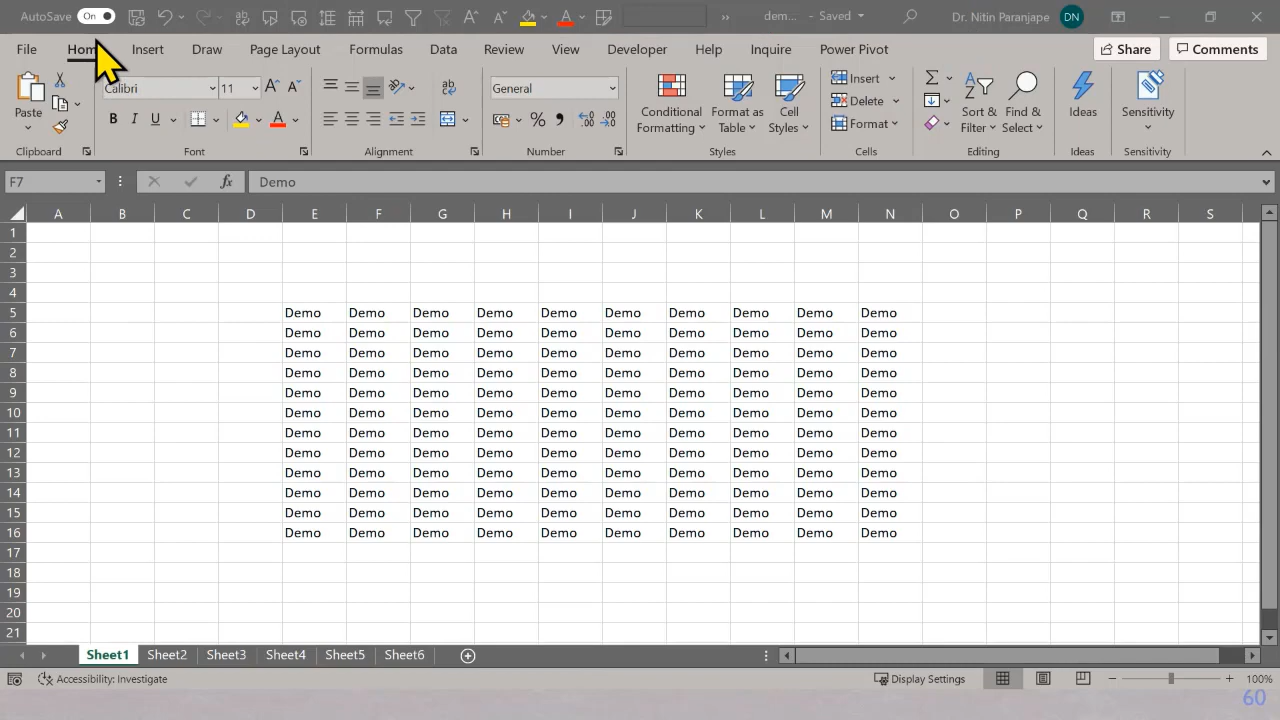 AutoSave On dem... - Saved Dr. Nitin Paranjape DN
File Hom Insert Draw Page Layout Formulas Data Review View Developer Help Inquire Power Pivot Share Comments
Paste Calibri 11 General Conditional Formatting Format as Table Cell Styles Insert Delete Format Sort & Filter Find & Select Ideas Sensitivity
Clipboard Font Alignment Number Styles Cells Editing Ideas Sensitivity
F7 fx Demo
A B C D E F G H I J K L M N O P Q R S
1
2
3
4
5 Demo Demo Demo Demo Demo Demo Demo Demo Demo Demo
6 Demo Demo Demo Demo Demo Demo Demo Demo Demo Demo
7 Demo Demo Demo Demo Demo Demo Demo Demo Demo Demo
8 Demo Demo Demo Demo Demo Demo Demo Demo Demo Demo
9 Demo Demo Demo Demo Demo Demo Demo Demo Demo Demo
10 Demo Demo Demo Demo Demo Demo Demo Demo Demo Demo
11 Demo Demo Demo Demo Demo Demo Demo Demo Demo Demo
12 Demo Demo Demo Demo Demo Demo Demo Demo Demo Demo
13 Demo Demo Demo Demo Demo Demo Demo Demo Demo Demo
14 Demo Demo Demo Demo Demo Demo Demo Demo Demo Demo
15 Demo Demo Demo Demo Demo Demo Demo Demo Demo Demo
16 Demo Demo Demo Demo Demo Demo Demo Demo Demo Demo
17
18
19
20
21
Sheet1 Sheet2 Sheet3 Sheet4 Sheet5 Sheet6
Accessibility: Investigate Display Settings 100%
60